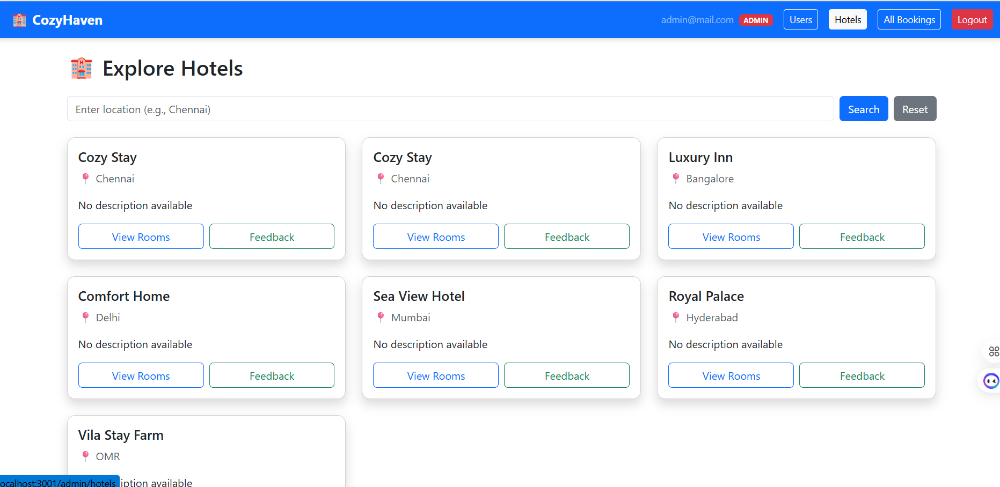 CozyHaven admin@mail.com ADMIN Users Hotels All Bookings Logout
Explore Hotels
Enter location (e.g., Chennai) Search Reset
Cozy Stay
Chennai
No description available
View Rooms Feedback
Cozy Stay
Chennai
No description available
View Rooms Feedback
Luxury Inn
Bangalore
No description available
View Rooms Feedback
Comfort Home
Delhi
No description available
View Rooms Feedback
Sea View Hotel
Mumbai
No description available
View Rooms Feedback
Royal Palace
Hyderabad
No description available
View Rooms Feedback
Vila Stay Farm
OMR
iption available
ocalhost:3001/admin/hotels